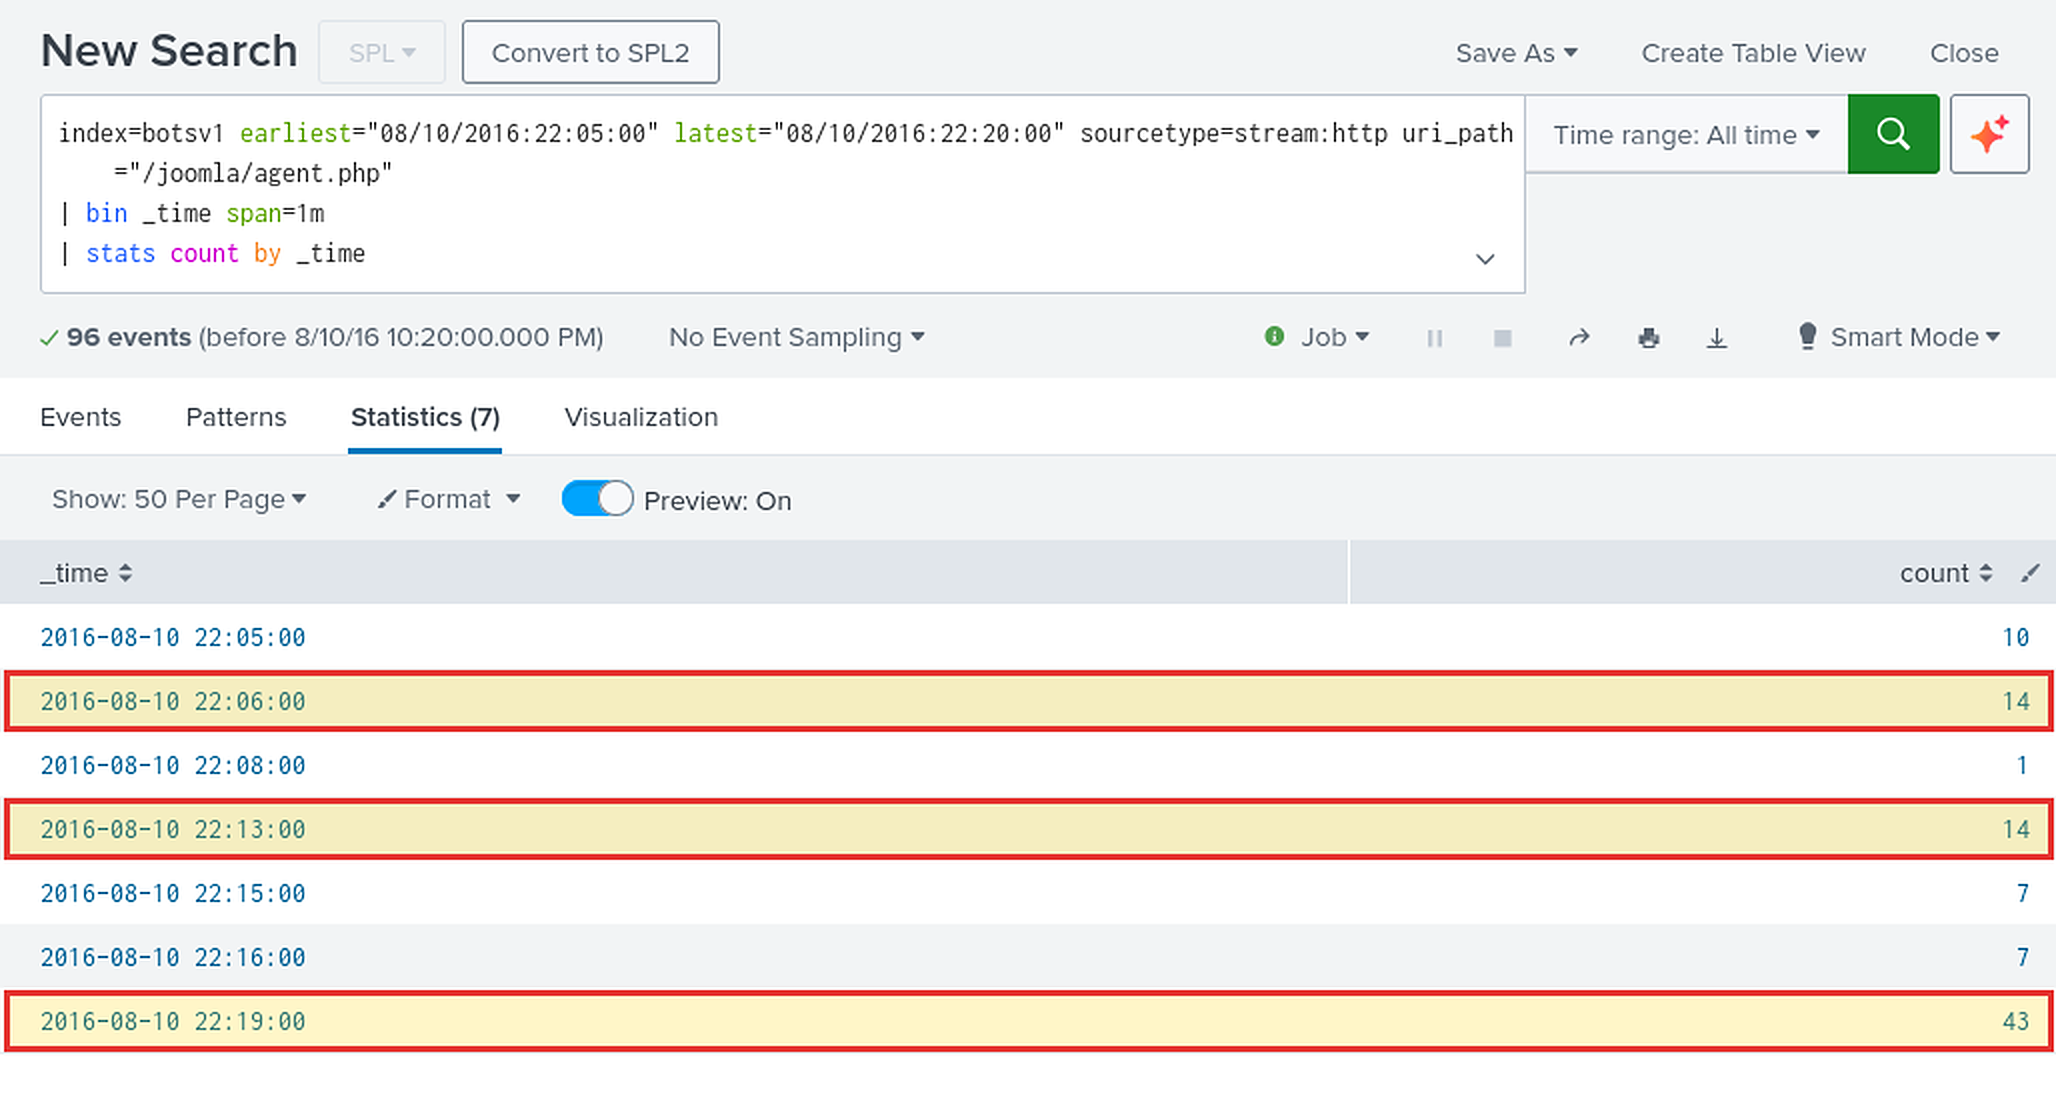 New Search SPL Convert to SPL2 Save As Create Table View Close
index=botsv1 earliest="08/10/2016:22:05:00" latest="08/10/2016:22:20:00" sourcetype=stream:http uri_path Time range: All time
="/joomla/agent.php"
| bin _time span=1m
| stats count by _time
96 events (before 8/10/16 10:20:00.000 PM) No Event Sampling Job Smart Mode
Events Patterns Statistics (7) Visualization
Show: 50 Per Page Format Preview: On
_time count
2016-08-10 22:05:00 10
2016-08-10 22:06:00 14
2016-08-10 22:08:00 1
2016-08-10 22:13:00 14
2016-08-10 22:15:00 7
2016-08-10 22:16:00 7
2016-08-10 22:19:00 43